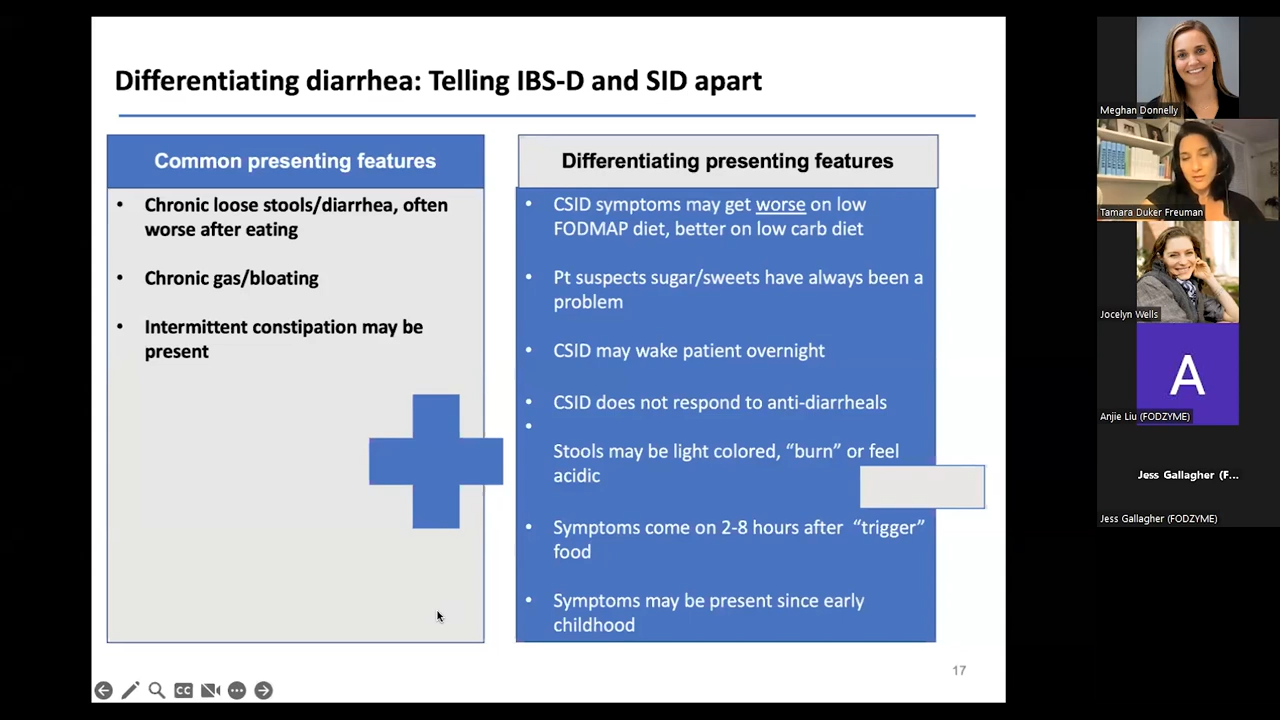 Differentiating diarrhea: Telling IBS-D and SID apart
Common presenting features
• Chronic loose stools/diarrhea, often
worse after eating
• Chronic gas/bloating
• Intermittent constipation may be
present
Differentiating presenting features
• CSID symptoms may get worse on low
FODMAP diet, better on low carb diet
• Pt suspects sugar/sweets have always been a
problem
• CSID may wake patient overnight
• CSID does not respond to anti-diarrheals
•
Stools may be light colored, “burn” or feel
acidic
• Symptoms come on 2-8 hours after “trigger”
food
• Symptoms may be present since early
childhood
17
CC
Meghan Donnelly
Tamara Duker Freuman
Jocelyn Wells
A
Anjie Liu (FODZYME)
Jess Gallagher (F...
Jess Gallagher (FODZYME)